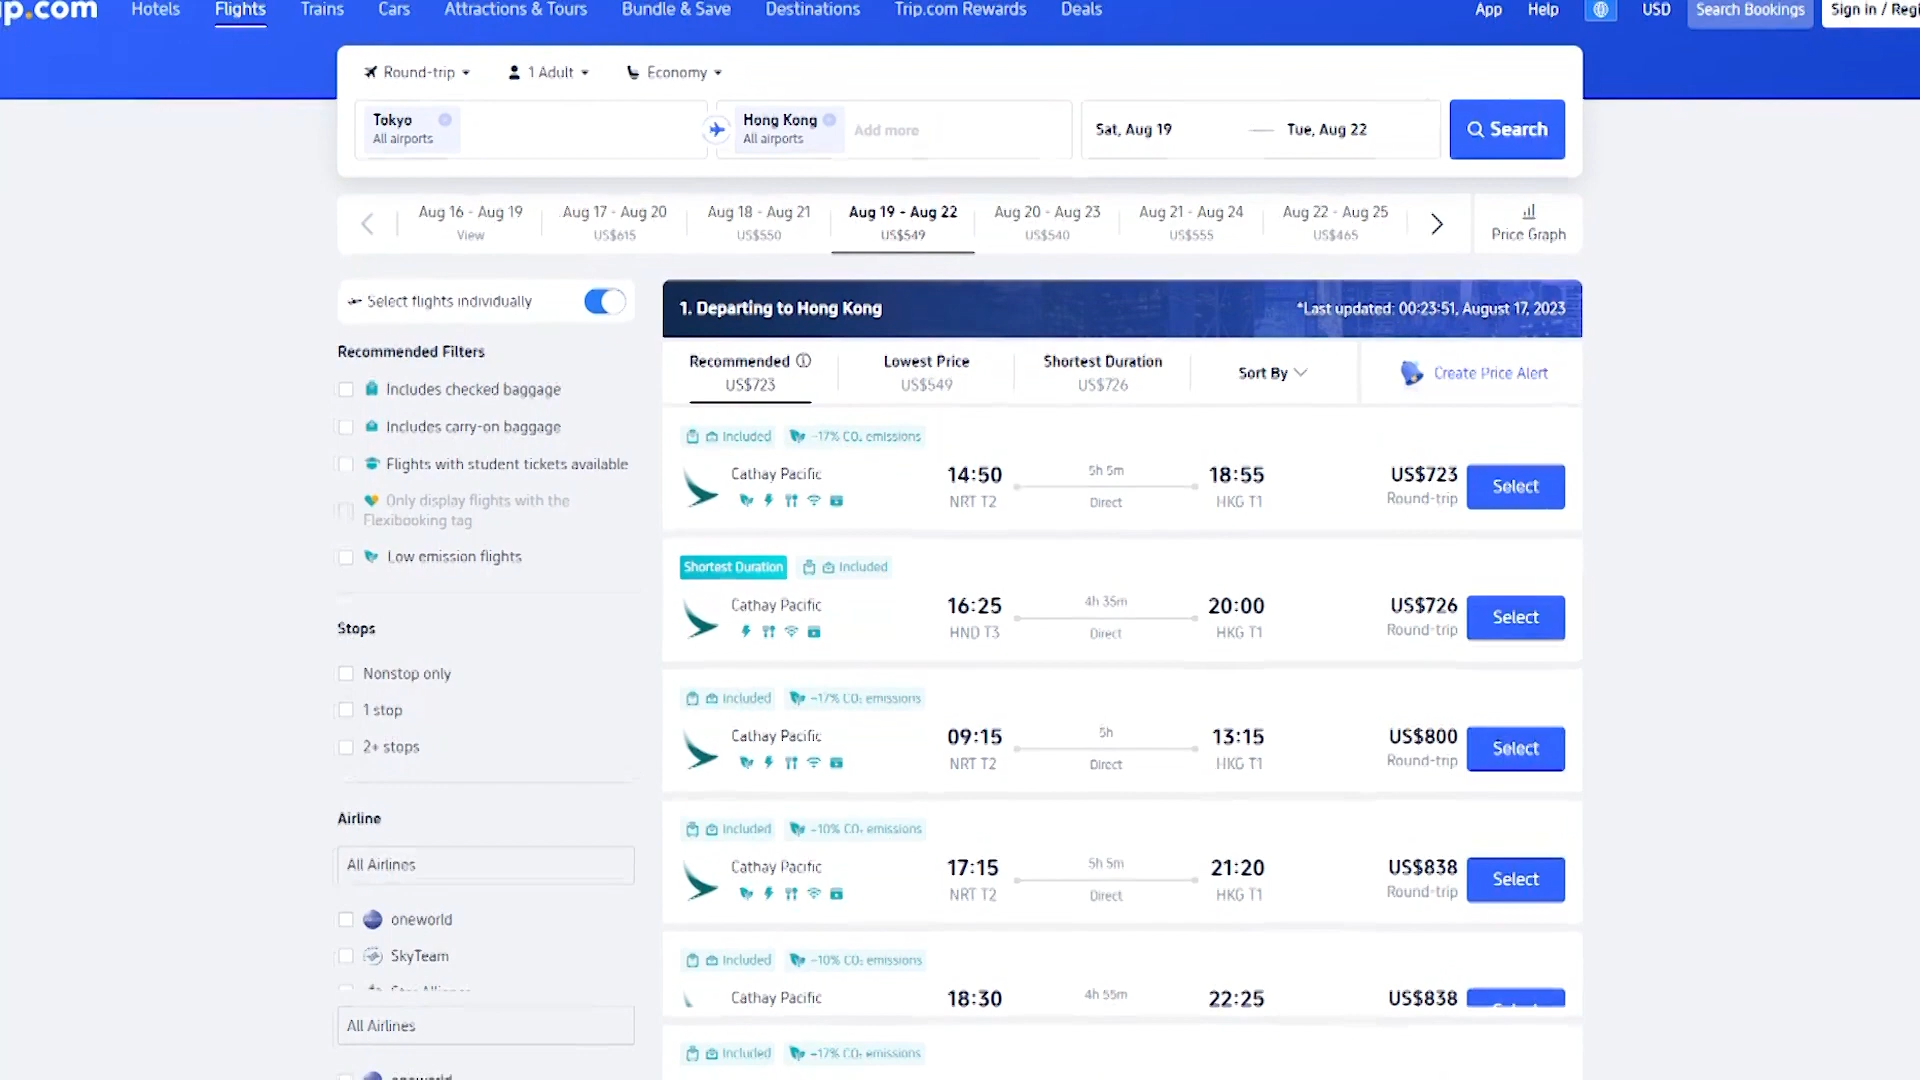 p.com
Hotels
Flights
Trains
Cars
Attractions & Tours
Bundle & Save
Destinations
Trip.com Rewards
Deals
App
Help
USD
Search Bookings
Sign in / Regi
Round-trip
1 Adult
Economy
Tokyo
All airports
Hong Kong
All airports
Add more
Sat, Aug 19
Tue, Aug 22
Search
Aug 16 - Aug 19
View
Aug 17 - Aug 20
US$615
Aug 18 - Aug 21
US$550
Aug 19 - Aug 22
US$549
Aug 20 - Aug 23
US$540
Aug 21 - Aug 24
US$555
Aug 22 - Aug 25
US$465
Price Graph
Select flights individually
Recommended Filters
Includes checked baggage
Includes carry-on baggage
Flights with student tickets available
Only display flights with the
Flexibooking tag
Low emission flights
Stops
Nonstop only
1 stop
2+ stops
Airline
All Airlines
oneworld
SkyTeam
All Airlines
1. Departing to Hong Kong
*Last updated: 00:23:51, August 17, 2023
Recommended
US$723
Lowest Price
US$549
Shortest Duration
US$726
Sort By
Create Price Alert
Included
-17% CO₂ emissions
Cathay Pacific
14:50
NRT T2
5h 5m
Direct
18:55
HKG T1
US$723
Round-trip
Select
Shortest Duration
Included
Cathay Pacific
16:25
HND T3
4h 35m
Direct
20:00
HKG T1
US$726
Round-trip
Select
Included
-17% CO₂ emissions
Cathay Pacific
09:15
NRT T2
5h
Direct
13:15
HKG T1
US$800
Round-trip
Select
Included
-10% CO₂ emissions
Cathay Pacific
17:15
NRT T2
5h 5m
Direct
21:20
HKG T1
US$838
Round-trip
Select
Included
-10% CO₂ emissions
Cathay Pacific
18:30
4h 55m
22:25
US$838
Included
-17% CO₂ emissions